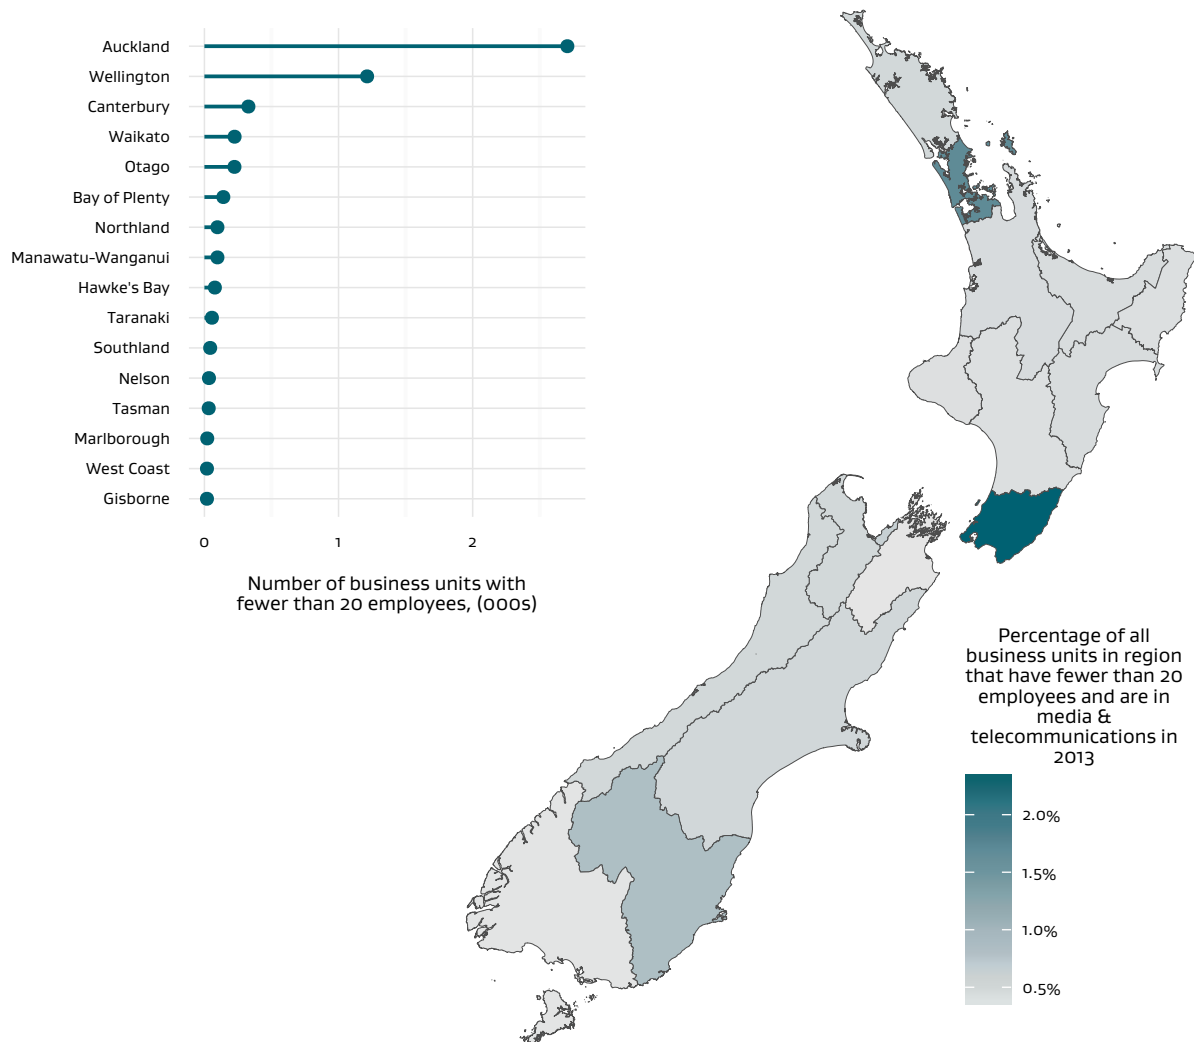 Auckland
Wellington
Canterbury
Waikato
Otago
Bay of Plenty
Northland
Manawatu-Wanganui
Hawke's Bay
Taranaki
Southland
Nelson
Tasman
Marlborough
West Coast
Gisborne
0 1 2
Number of business units with
fewer than 20 employees, (000s)
Percentage of all
business units in region
that have fewer than 20
employees and are in
media &
telecommunications in
2013
2.0%
1.5%
1.0%
0.5%